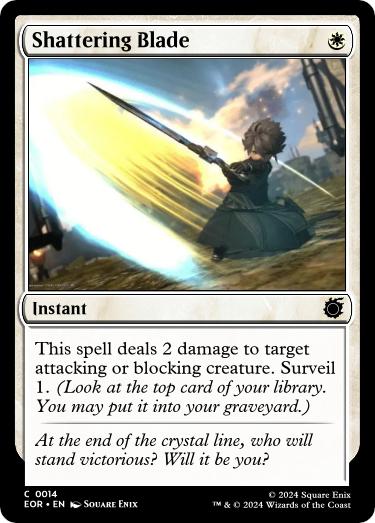 Shattering Blade
Instant
This spell deals 2 damage to target
attacking or blocking creature. Surveil
1. (Look at the top card of your library.
You may put it into your graveyard.)
At the end of the crystal line, who will
stand victorious? Will it be you?
C 0014
EOR • EN SQUARE ENIX
© 2024 Square Enix
™ & © 2024 Wizards of the Coast